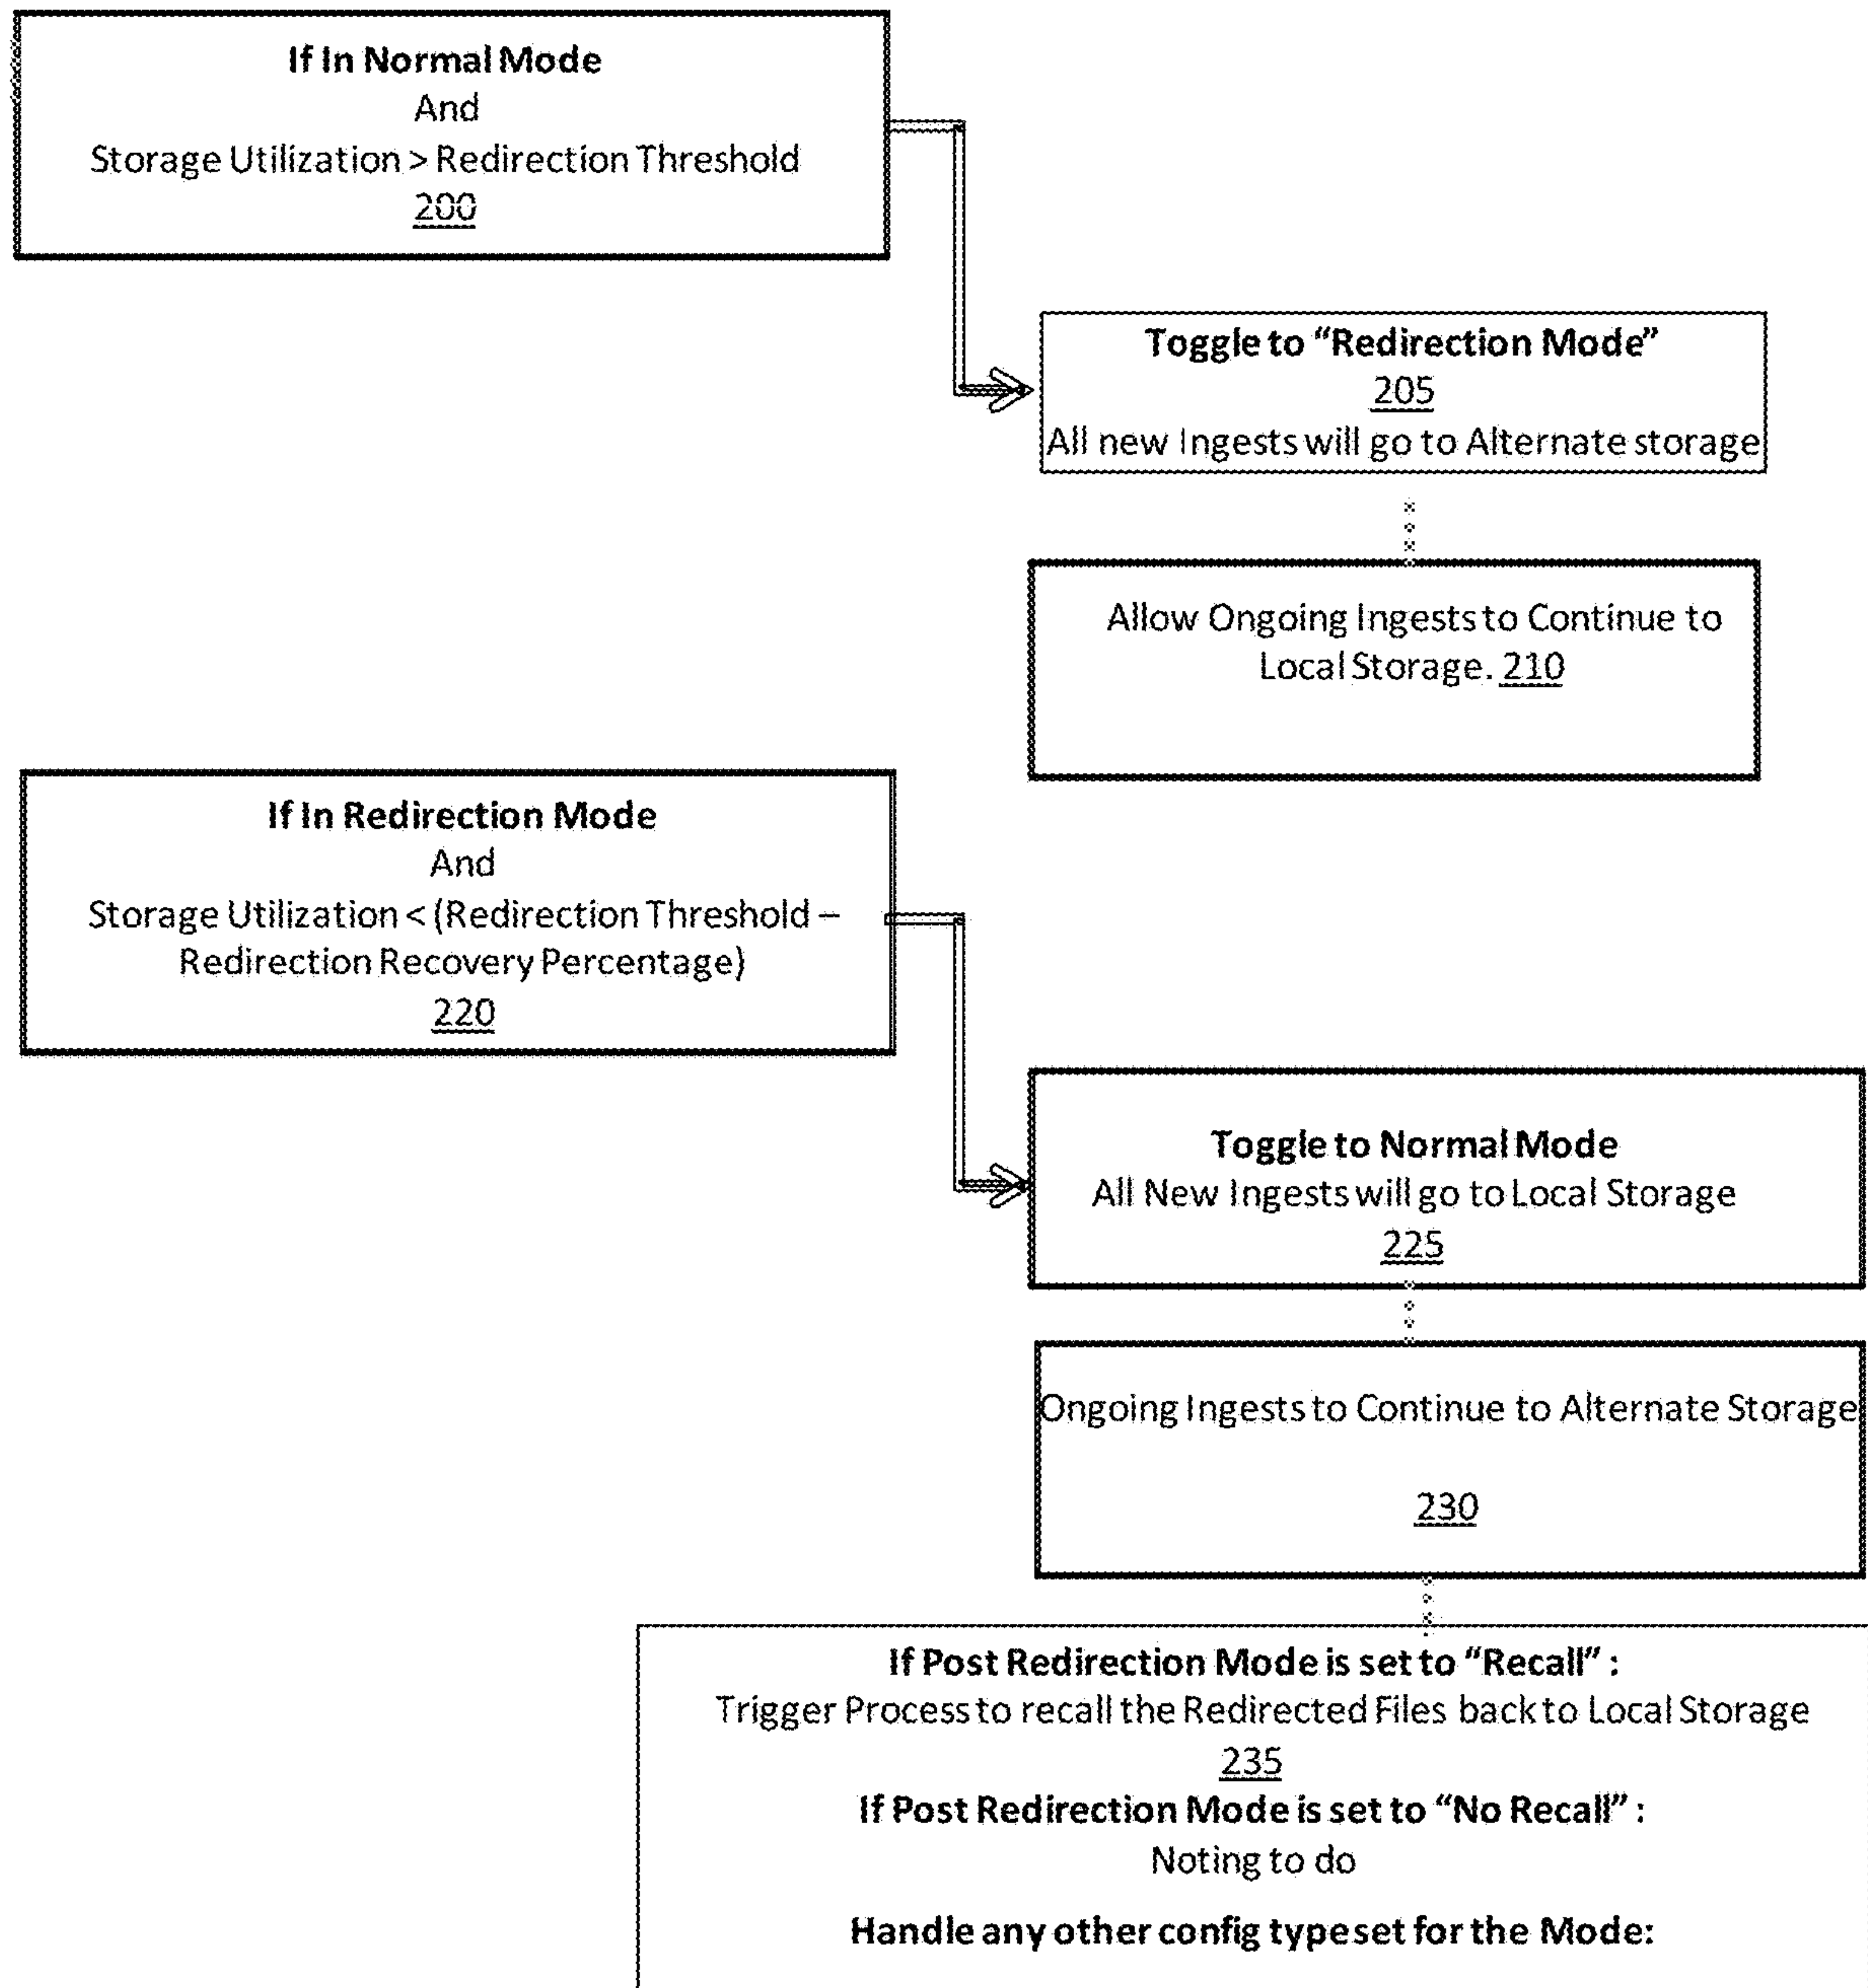 If In Normal Mode
And
Storage Utilization > Redirection Threshold
200
Toggle to “Redirection Mode”
205
All new Ingests will go to Alternate storage
Allow Ongoing Ingests to Continue to
Local Storage. 210
If In Redirection Mode
And
Storage Utilization < (Redirection Threshold –
Redirection Recovery Percentage)
220
Toggle to Normal Mode
All New Ingests will go to Local Storage
225
Ongoing Ingests to Continue to Alternate Storage
230
If Post Redirection Mode is set to “Recall” :
Trigger Process to recall the Redirected Files back to Local Storage
235
If Post Redirection Mode is set to “No Recall” :
Noting to do
Handle any other config type set for the Mode: